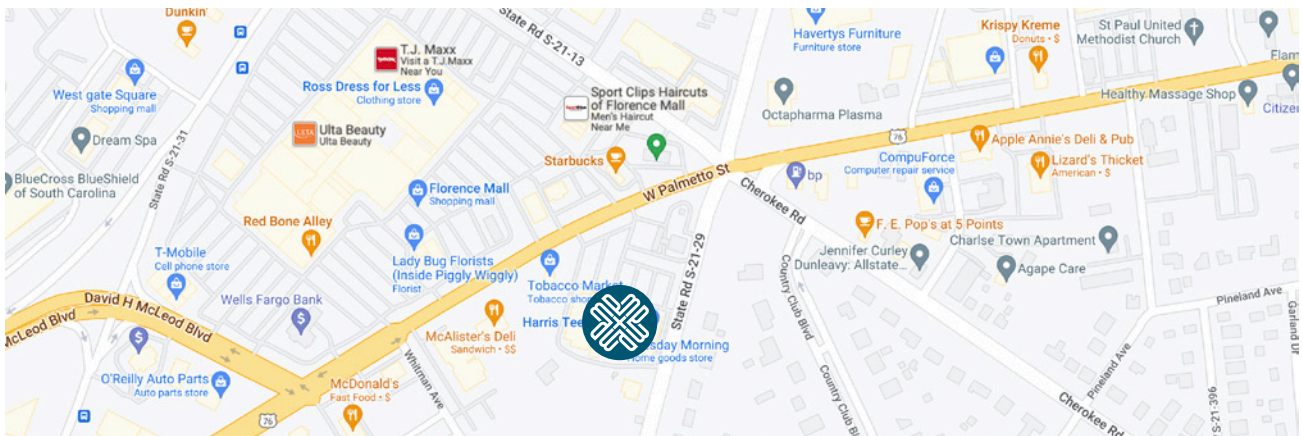 Dunkin'
T.J. Maxx
Visit a T.J.Maxx
Near You
West gate Square
Shopping mall
Ross Dress for Less
Clothing store
State Rd S-21-13
Havertys Furniture
Furniture store
Krispy Kreme
Donuts • $
St Paul United
Methodist Church
Sport Clips Haircuts
of Florence Mall
Men's Haircut
Near Me
Octapharma Plasma
Healthy Massage Shop
Dream Spa
ULTA
Ulta Beauty
Ulta Beauty
State Rd S-21-31
76
Apple Annie's Deli & Pub
Starbucks
CompuForce
Computer repair service
Lizard's Thicket
American • $
BlueCross BlueShield
of South Carolina
Florence Mall
Shopping mall
W Palmetto St
bp
Cherokee Rd
Red Bone Alley
F. E. Pop's at 5 Points
Charlse Town Apartment
T-Mobile
Cell phone store
Lady Bug Florists
(Inside Piggly Wiggly)
Florist
Jennifer Curley
Dunleavy: Allstate...
Agape Care
State Rd S-21-29
Country Club Blvd
Tobacco Market
Wells Fargo Bank
David H McLeod Blvd
McLeod Blvd
Pineland Ave
Garland Dr
McAlister's Deli
Sandwich • $$
Home goods store
O'Reilly Auto Parts
Auto parts store
McDonald's
Fast Food • $
Whitman Ave
76
Country Club Blv
Pineland Ave
Cherokee Rd
S-21-396